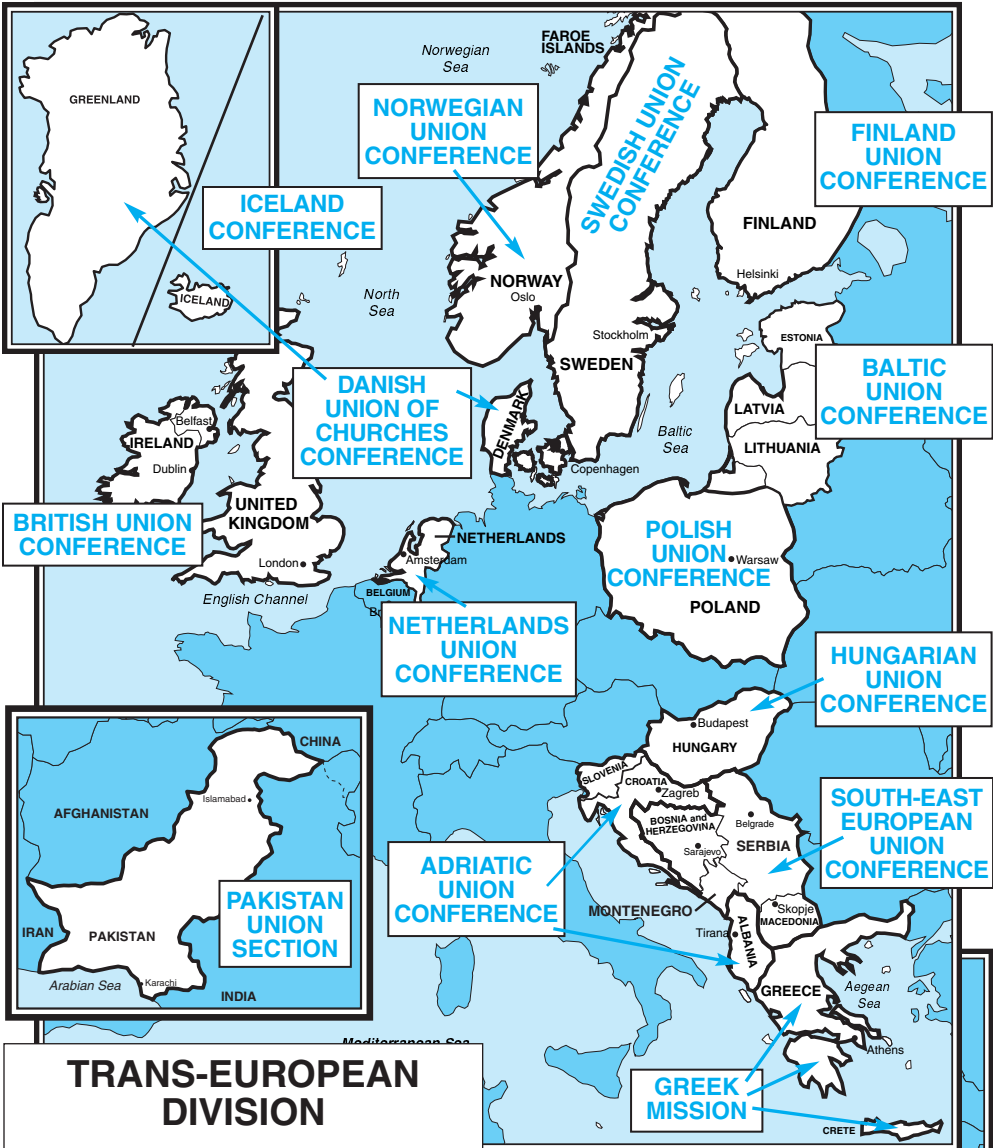 GREENLAND
ICELAND
ICELAND
CONFERENCE
Norwegian
Sea
FAROE
ISLANDS
NORWEGIAN
UNION
CONFERENCE
SWEDISH UNION
CONFERENCE
FINLAND
UNION
CONFERENCE
FINLAND
Helsinki
NORWAY
Oslo
North
Sea
Stockholm
SWEDEN
ESTONIA
BALTIC
UNION
CONFERENCE
LATVIA
LITHUANIA
Baltic
Sea
DANISH
UNION OF
CHURCHES
CONFERENCE
DENMARK
Copenhagen
Belfast
IRELAND
Dublin
UNITED
KINGDOM
London
BRITISH UNION
CONFERENCE
English Channel
NETHERLANDS
Amsterdam
BELGIUM
NETHERLANDS
UNION
CONFERENCE
POLISH
UNION
CONFERENCE
Warsaw
POLAND
HUNGARIAN
UNION
CONFERENCE
Budapest
HUNGARY
SLOVENIA
CROATIA
Zagreb
BOSNIA and
HERZEGOVINA
Sarajevo
Belgrade
SERBIA
SOUTH-EAST
EUROPEAN
UNION
CONFERENCE
ADRIATIC
UNION
CONFERENCE
MONTENEGRO
Skopje
MACEDONIA
Tirana
ALBANIA
GREECE
Aegean
Sea
Athens
GREEK
MISSION
CRETE
CHINA
Islamabad
AFGHANISTAN
PAKISTAN
UNION
SECTION
IRAN
PAKISTAN
Arabian Sea
Karachi
INDIA
Mediterranean Sea
TRANS-EUROPEAN
DIVISION